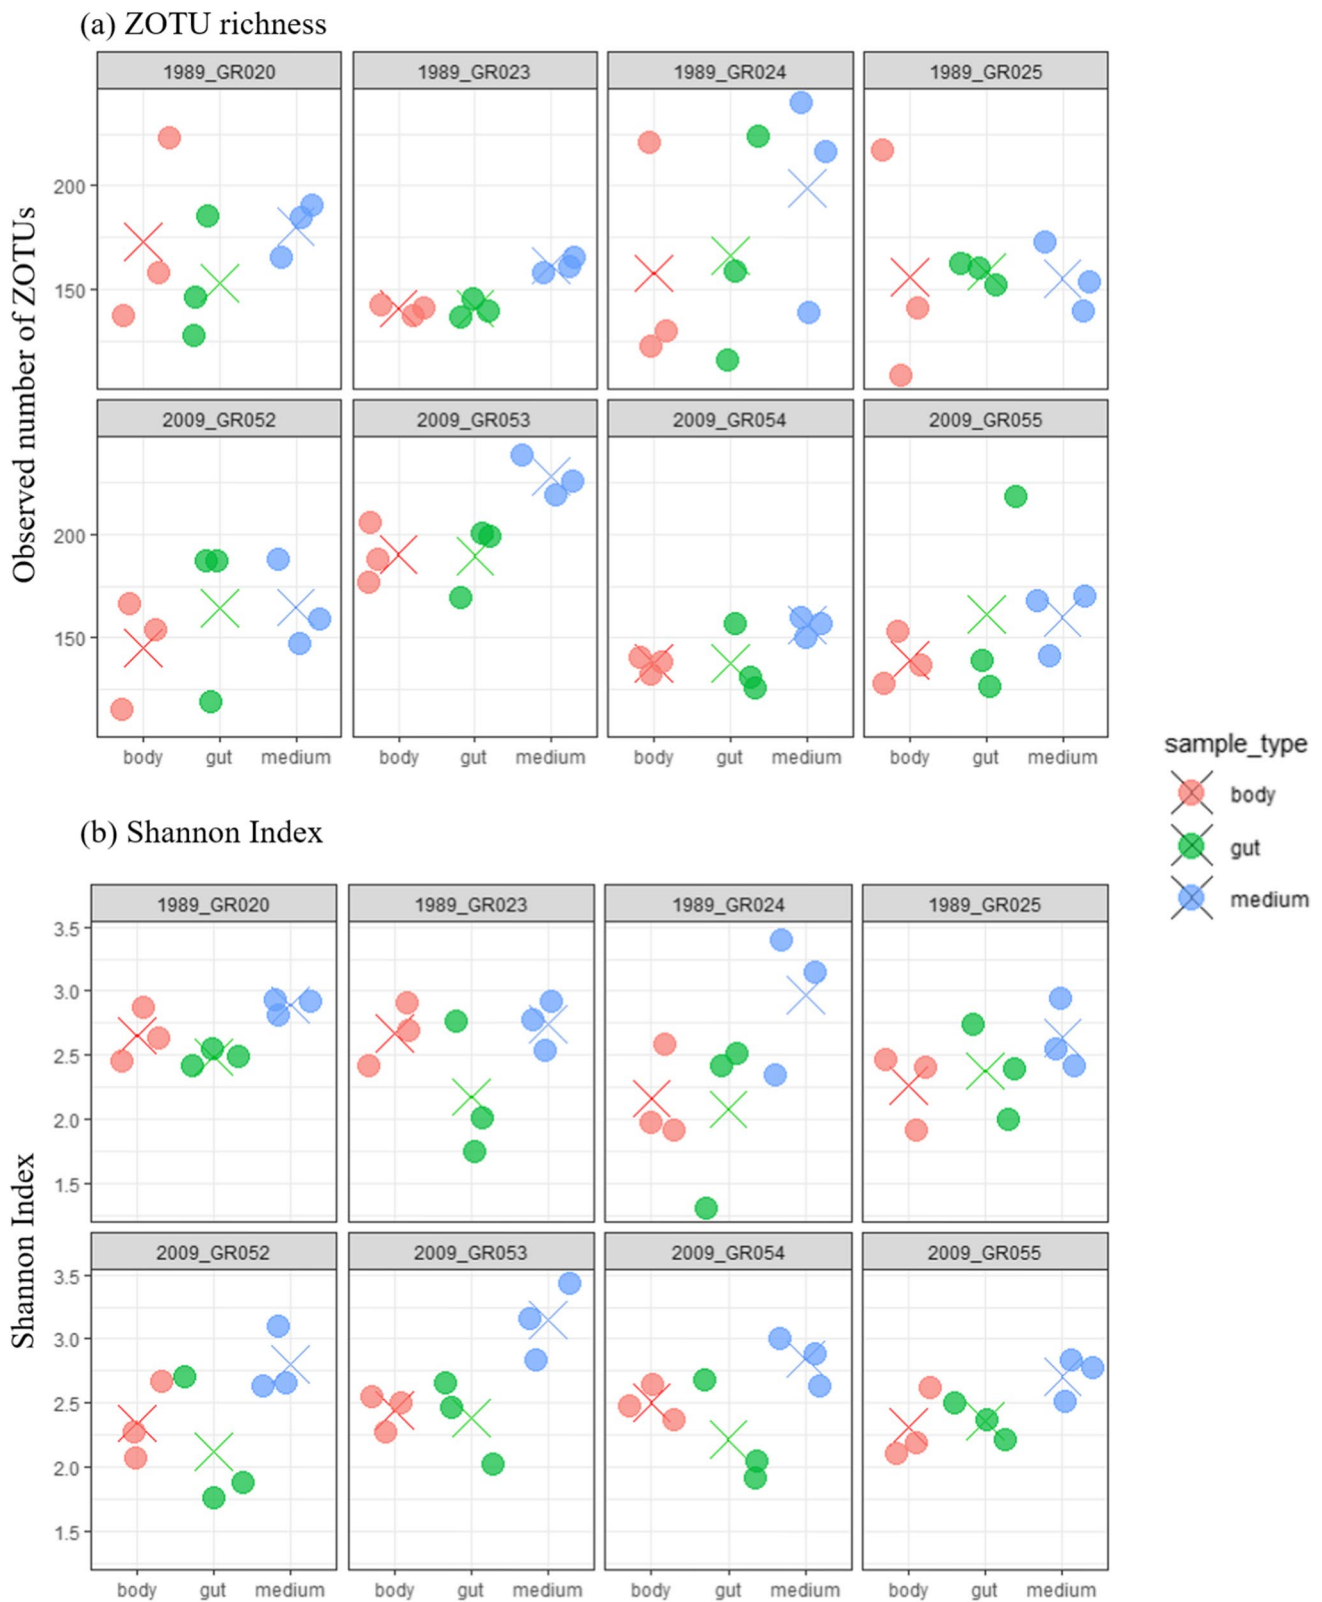 (a) ZOTU richness
1989_GR020 1989_GR023 1989_GR024 1989_GR025
200
150
Observed number of ZOTUs
2009_GR052 2009_GR053 2009_GR054 2009_GR055
200
150
body gut medium body gut medium body gut medium body gut medium
sample_type
body
gut
medium
(b) Shannon Index
1989_GR020 1989_GR023 1989_GR024 1989_GR025
3.5
3.0
2.5
2.0
1.5
Shannon Index
2009_GR052 2009_GR053 2009_GR054 2009_GR055
3.5
3.0
2.5
2.0
1.5
body gut medium body gut medium body gut medium body gut medium